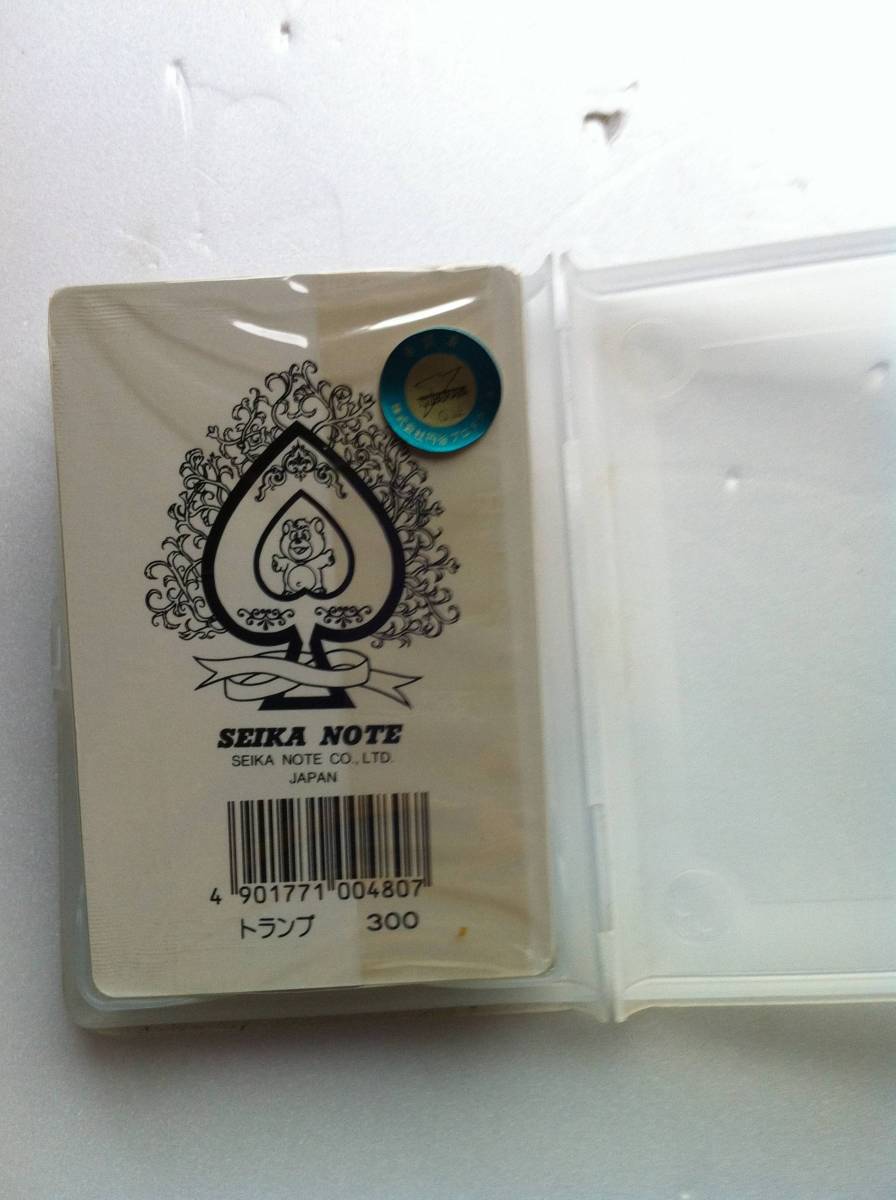 SEIKA NOTE
SEIKA NOTE CO., LTD.
JAPAN
4 901771 004807
トランプ 300